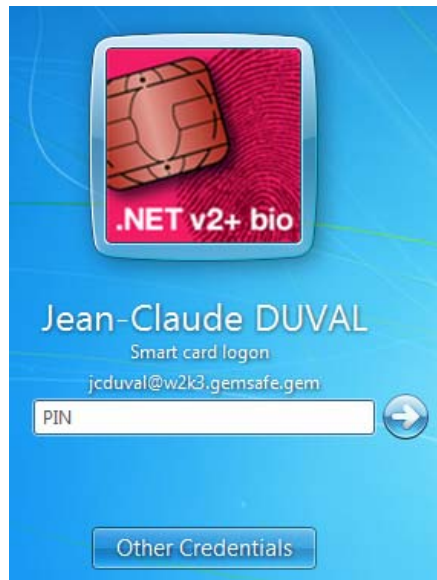 .NET v2+ bio
Jean-Claude DUVAL
Smart card logon
jcduval@w2k3.gemsafe.gem
PIN
Other Credentials